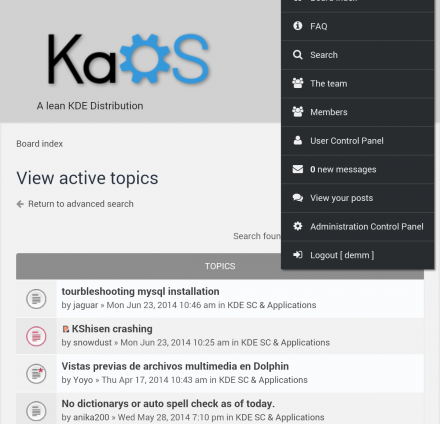 Board index
FAQ
Search
The team
Members
User Control Panel
0 new messages
View your posts
Administration Control Panel
Logout [ demm ]
KaOS
A lean KDE Distribution
Board index
View active topics
Return to advanced search
Search foun
TOPICS
tourbleshooting mysql installation
by jaguar » Mon Jun 23, 2014 10:46 am in KDE SC & Applications
KShisen crashing
by snowdust » Mon Jun 23, 2014 10:25 am in KDE SC & Applications
Vistas previas de archivos multimedia en Dolphin
by Yoyo » Thu Apr 17, 2014 10:43 am in KDE SC & Applications
No dictionarys or auto spell check as of today.
by anika200 » Wed May 28, 2014 7:10 pm in KDE SC & Applications